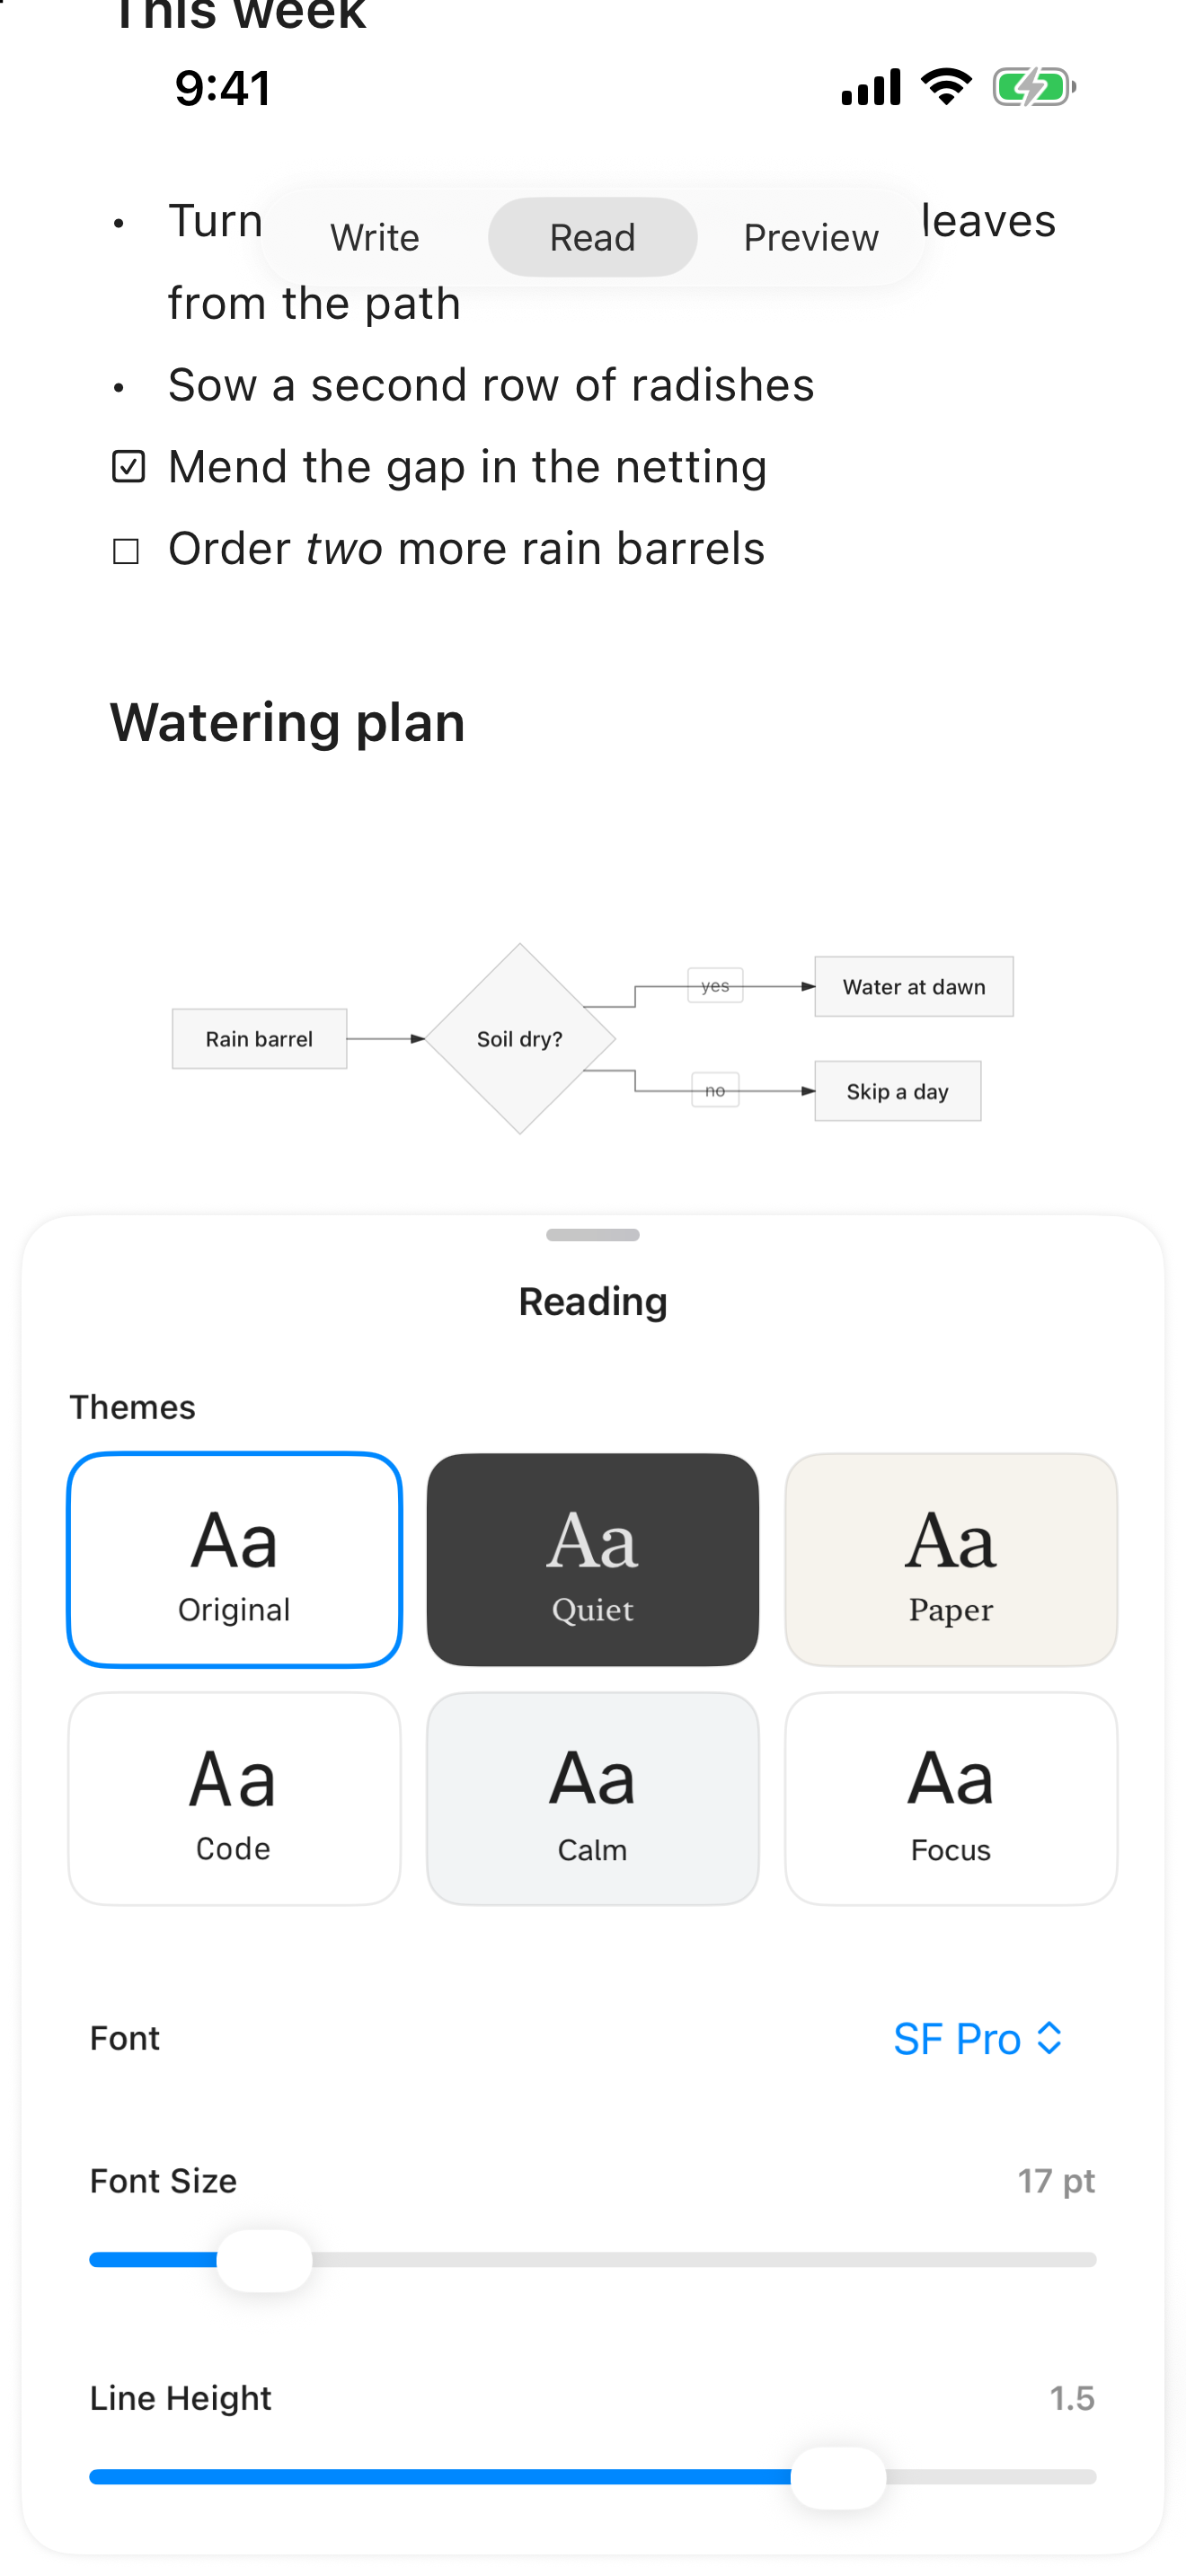 This week
9:41
Write Read Preview
• Turn leaves
from the path
• Sow a second row of radishes
☑ Mend the gap in the netting
☐ Order two more rain barrels
Watering plan
Rain barrel
Soil dry?
yes
Water at dawn
no
Skip a day
Reading
Themes
Aa Aa Aa
Original Quiet Paper
Aa Aa Aa
Code Calm Focus
Font SF Pro
Font Size 17 pt
Line Height 1.5